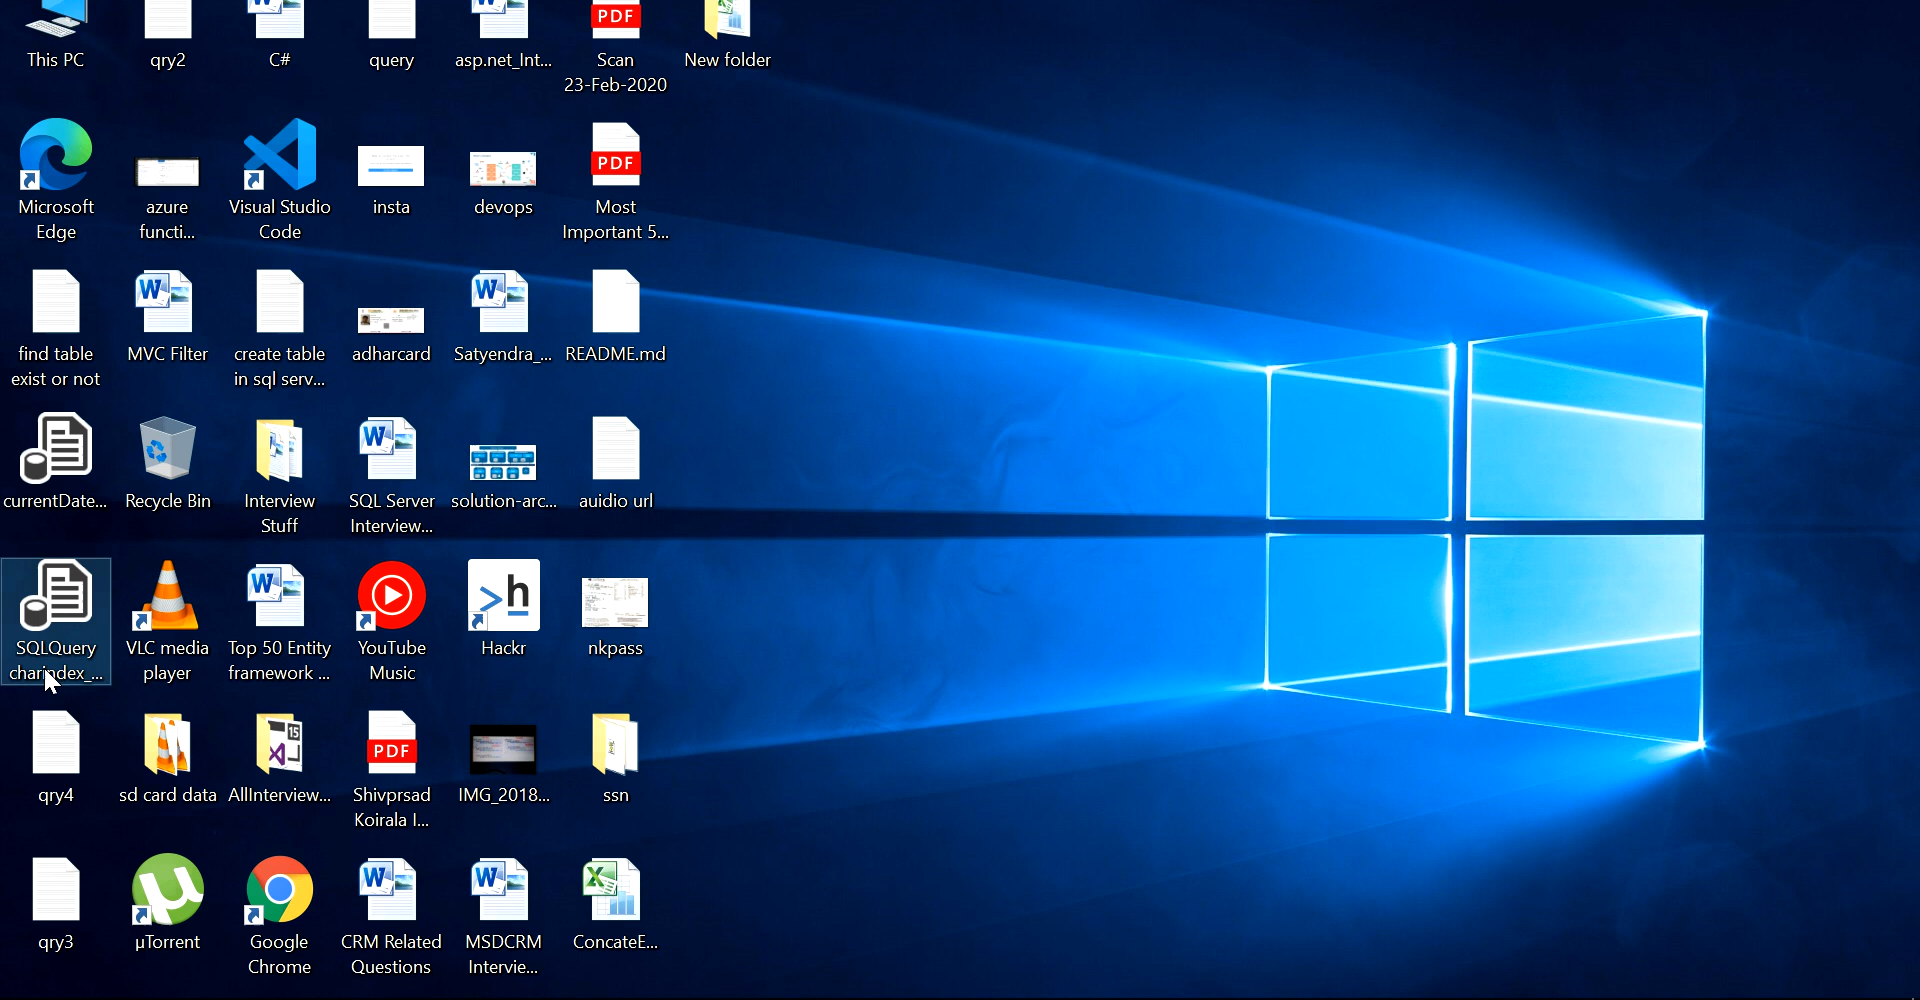 This PC
qry2
C#
query
asp.net_Int...
Scan
23-Feb-2020
New folder
PDF
Microsoft
Edge
azure
functi...
Visual Studio
Code
insta
devops
PDF
Most
Important 5...
find table
exist or not
MVC Filter
create table
in sql serv...
adharcard
Satyendra_...
README.md
currentDate...
Recycle Bin
Interview
Stuff
SQL Server
Interview...
solution-arc...
auidio url
SQLQuery
charindex_...
VLC media
player
Top 50 Entity
framework ...
YouTube
Music
>h
Hackr
nkpass
qry4
sd card data
15
AllInterview...
PDF
Shivprsad
Koirala I...
IMG_2018...
ssn
qry3
µTorrent
Google
Chrome
CRM Related
Questions
MSDCRM
Intervie...
ConcateE...